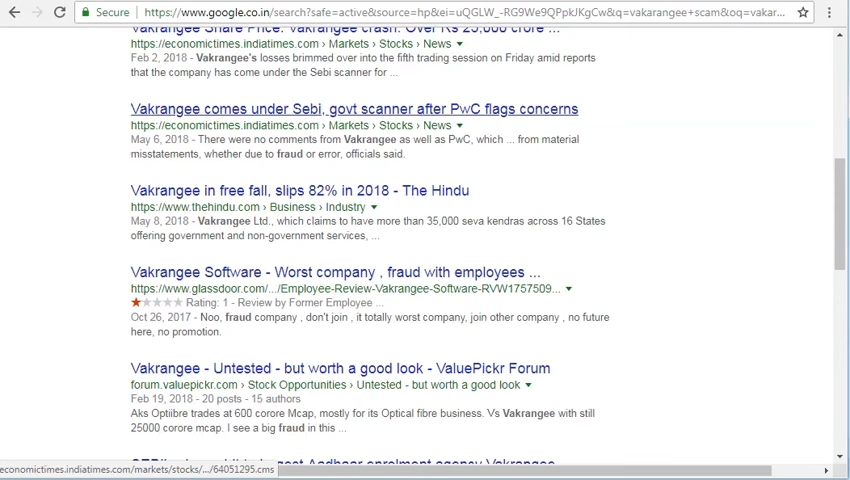 Secure
https://www.google.co.in/search?safe=active&source=hp&ei=uQGLW_-RG9We9QPpkJKgCw&q=vakarangee+scam&oq=vakar...
Vakrangee Share Price: Vakrangee crash: Over Rs 25,000 crore ...
https://economictimes.indiatimes.com › Markets › Stocks › News
Feb 2, 2018 - Vakrangee's losses brimmed over into the fifth trading session on Friday amid reports
that the company has come under the Sebi scanner for ...
Vakrangee comes under Sebi, govt scanner after PwC flags concerns
https://economictimes.indiatimes.com › Markets › Stocks › News
May 6, 2018 - There were no comments from Vakrangee as well as PwC, which ... from material
misstatements, whether due to fraud or error, officials said.
Vakrangee in free fall, slips 82% in 2018 - The Hindu
https://www.thehindu.com › Business › Industry
May 8, 2018 - Vakrangee Ltd., which claims to have more than 35,000 seva kendras across 16 States
offering government and non-government services, ...
Vakrangee Software - Worst company , fraud with employees ...
https://www.glassdoor.com/.../Employee-Review-Vakrangee-Software-RVW1757509...
Rating: 1 - Review by Former Employee ...
Oct 26, 2017 - Noo, fraud company , don't join , it totally worst company, join other company , no future
here, no promotion.
Vakrangee - Untested - but worth a good look - ValuePickr Forum
forum.valuepickr.com › Stock Opportunities › Untested - but worth a good look
Feb 19, 2018 - 20 posts - 15 authors
Aks Optiibre trades at 600 corore Mcap, mostly for its Optical fibre business. Vs Vakrangee with still
25000 corore mcap. I see a big fraud in this ...
Aadhaar enrolment agency Vakrangee
economictimes.indiatimes.com/markets/stocks/.../64051295.cms